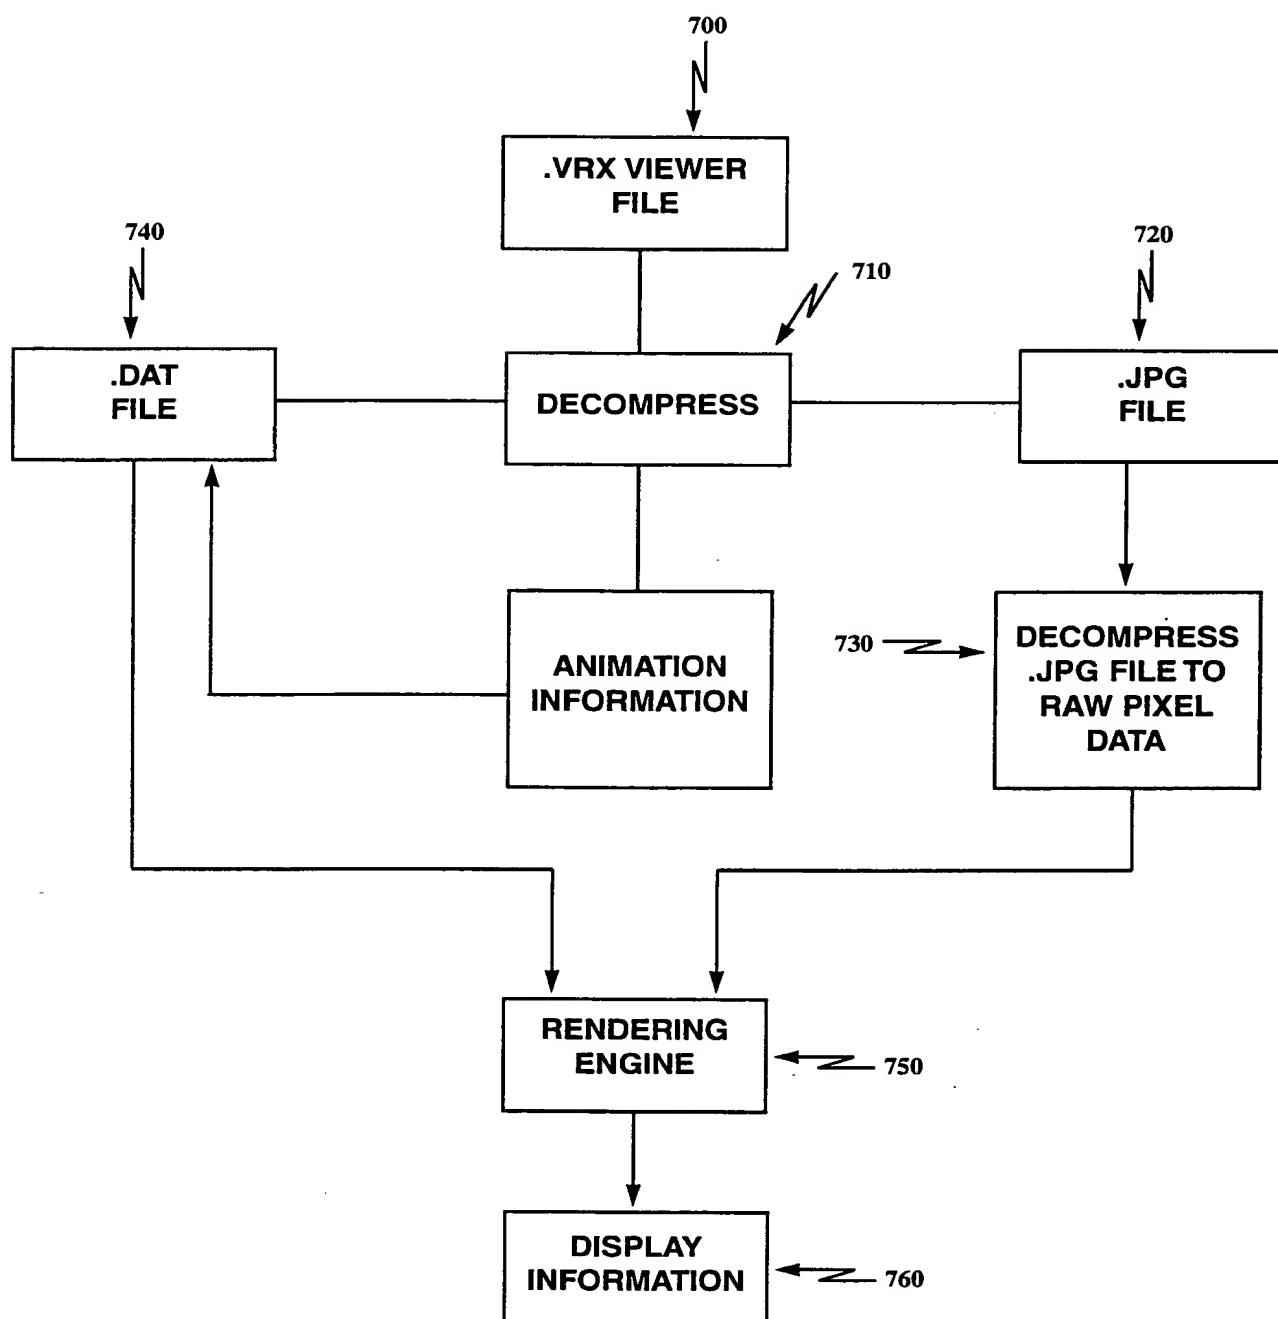 700
.VRX VIEWER
FILE
740
720
710
.DAT
FILE
DECOMPRESS
.JPG
FILE
ANIMATION
INFORMATION
730
DECOMPRESS
.JPG FILE TO
RAW PIXEL
DATA
RENDERING
ENGINE
750
DISPLAY
INFORMATION
760